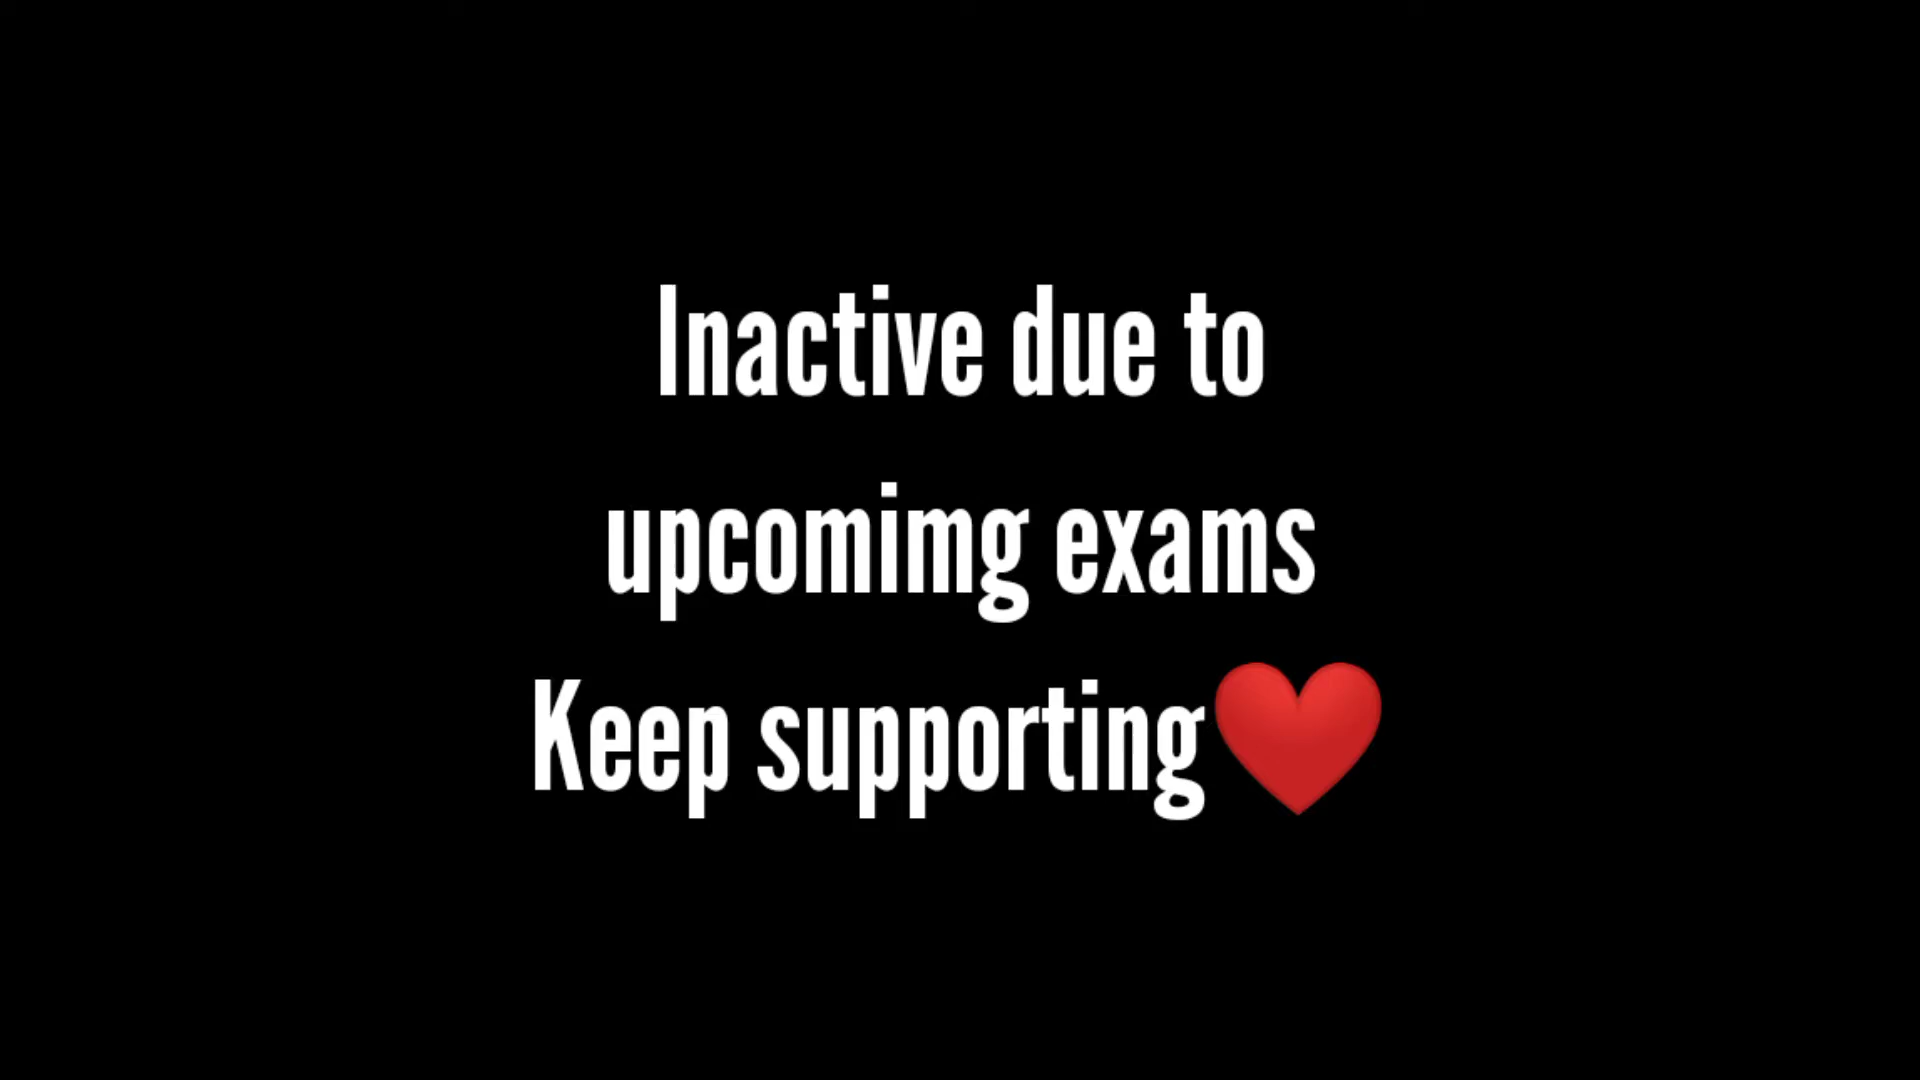 Inactive due to
upcomimg exams
Keep supporting❤️